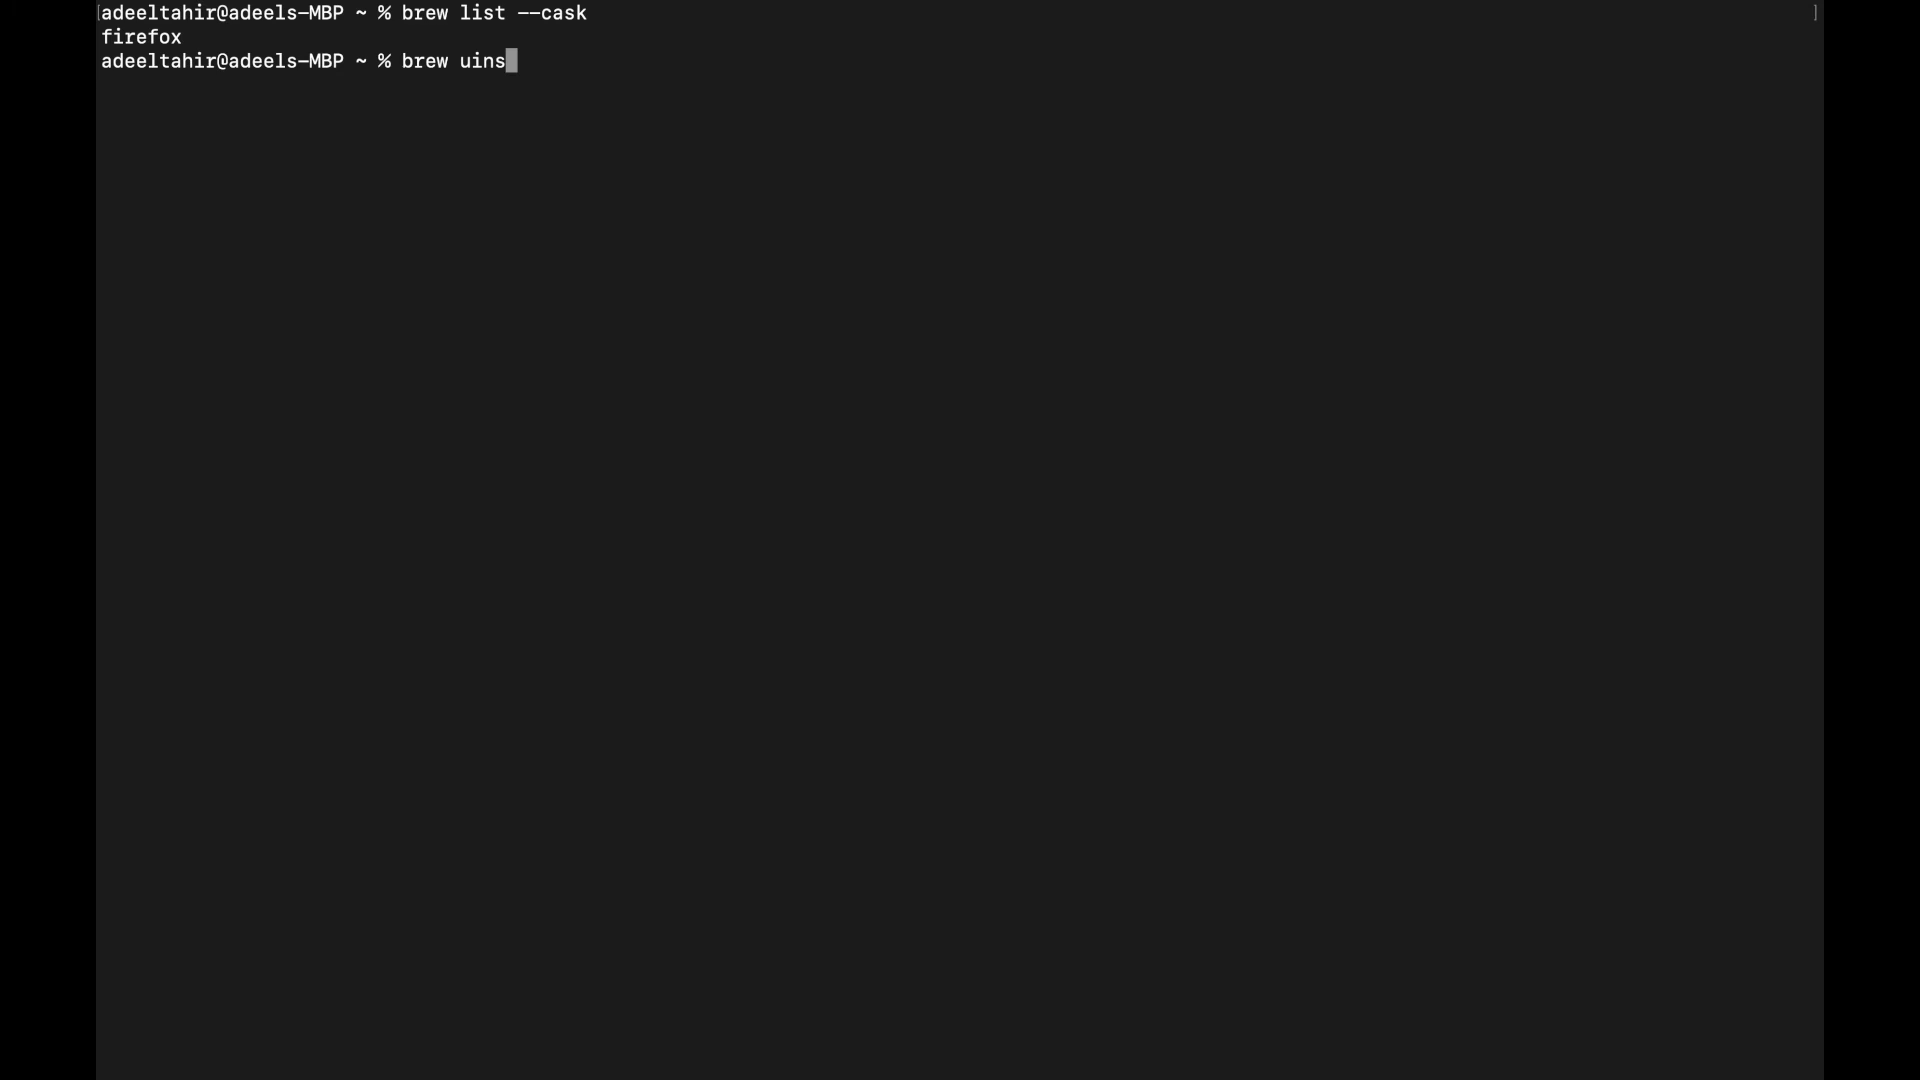 [adeeltahir@adeels-MBP ~ % brew list --cask ]
firefox
adeeltahir@adeels-MBP ~ % brew uins